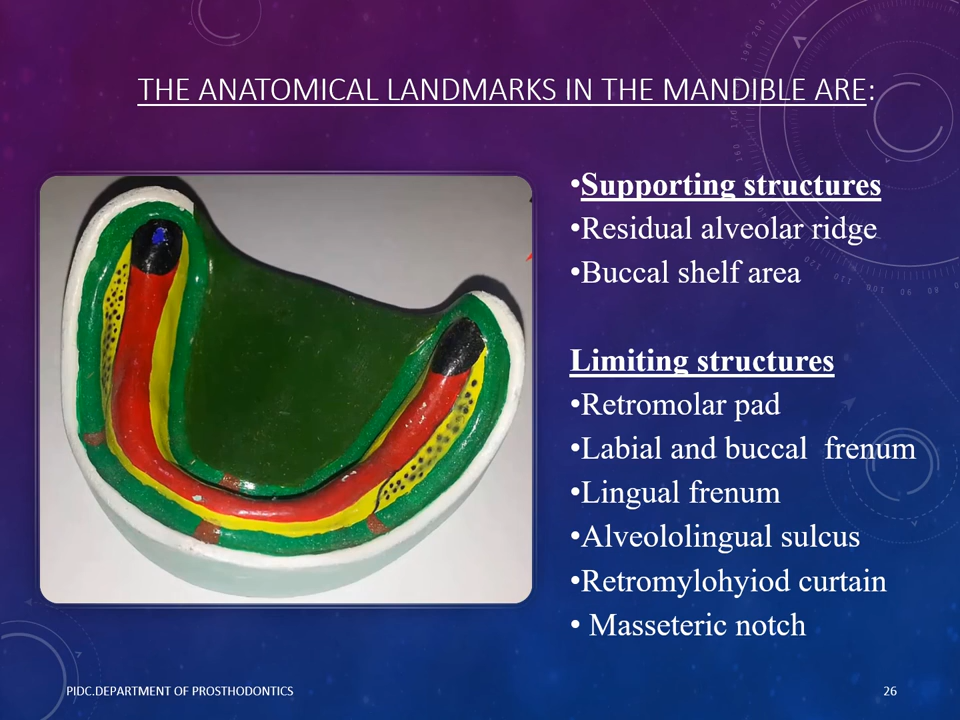 THE ANATOMICAL LANDMARKS IN THE MANDIBLE ARE:
•Supporting structures
•Residual alveolar ridge
•Buccal shelf area
Limiting structures
•Retromolar pad
•Labial and buccal  frenum
•Lingual frenum
•Alveololingual sulcus
•Retromylohyiod curtain
• Masseteric notch
PIDC.DEPARTMENT OF PROSTHODONTICS
26